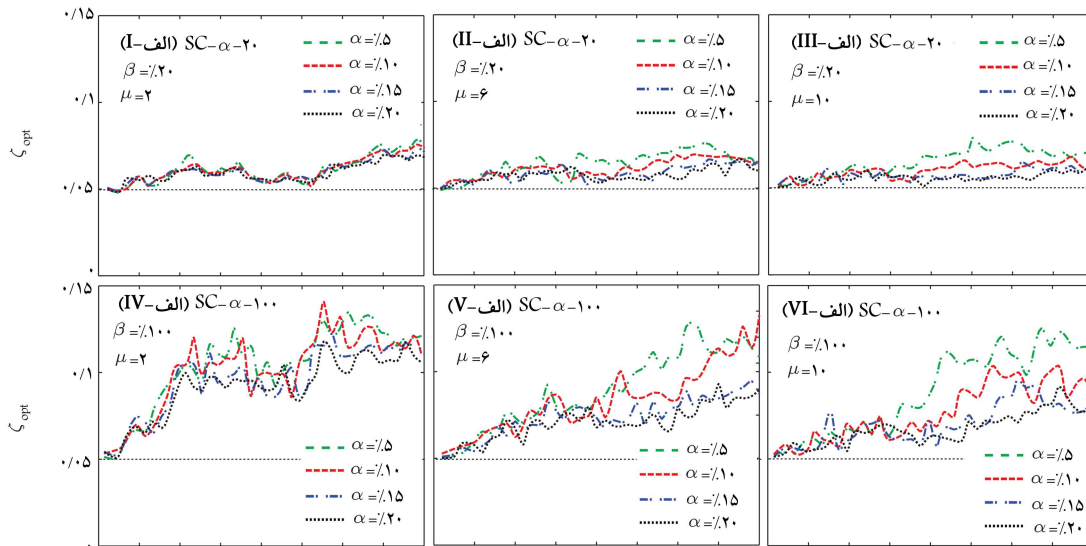 ۰/۱۵
(الف-I) SC-α-۲۰
β =٪۲۰
μ=۲
α=٪۵
α=٪۱۰
α =٪۱۵
α =٪۲۰
(الف-II) SC-α-۲۰
β =٪۲۰
μ=۶
α=٪۵
α=٪۱۰
α =٪۱۵
α =٪۲۰
(الف-III) SC-α-۲۰
β =٪۲۰
μ=۱۰
α=٪۵
α=٪۱۰
α=٪۱۵
α=٪۲۰
۰/۱
ζ opt
۰/۰۵
۰
۰/۱۵
(الف-IV) SC-α-۱۰۰
β =٪۱۰۰
μ=۲
α =٪۵
α =٪۱۰
α =٪۱۵
α =٪۲۰
(الف-V) SC-α-۱۰۰
β =٪۱۰۰
μ=۶
α =٪۵
α =٪۱۰
α =٪۱۵
α =٪۲۰
(الف-VI) SC-α-۱۰۰
β =٪۱۰۰
μ=۱۰
α =٪۵
α =٪۱۰
α =٪۱۵
α =٪۲۰
۰/۱
ζ opt
۰/۰۵